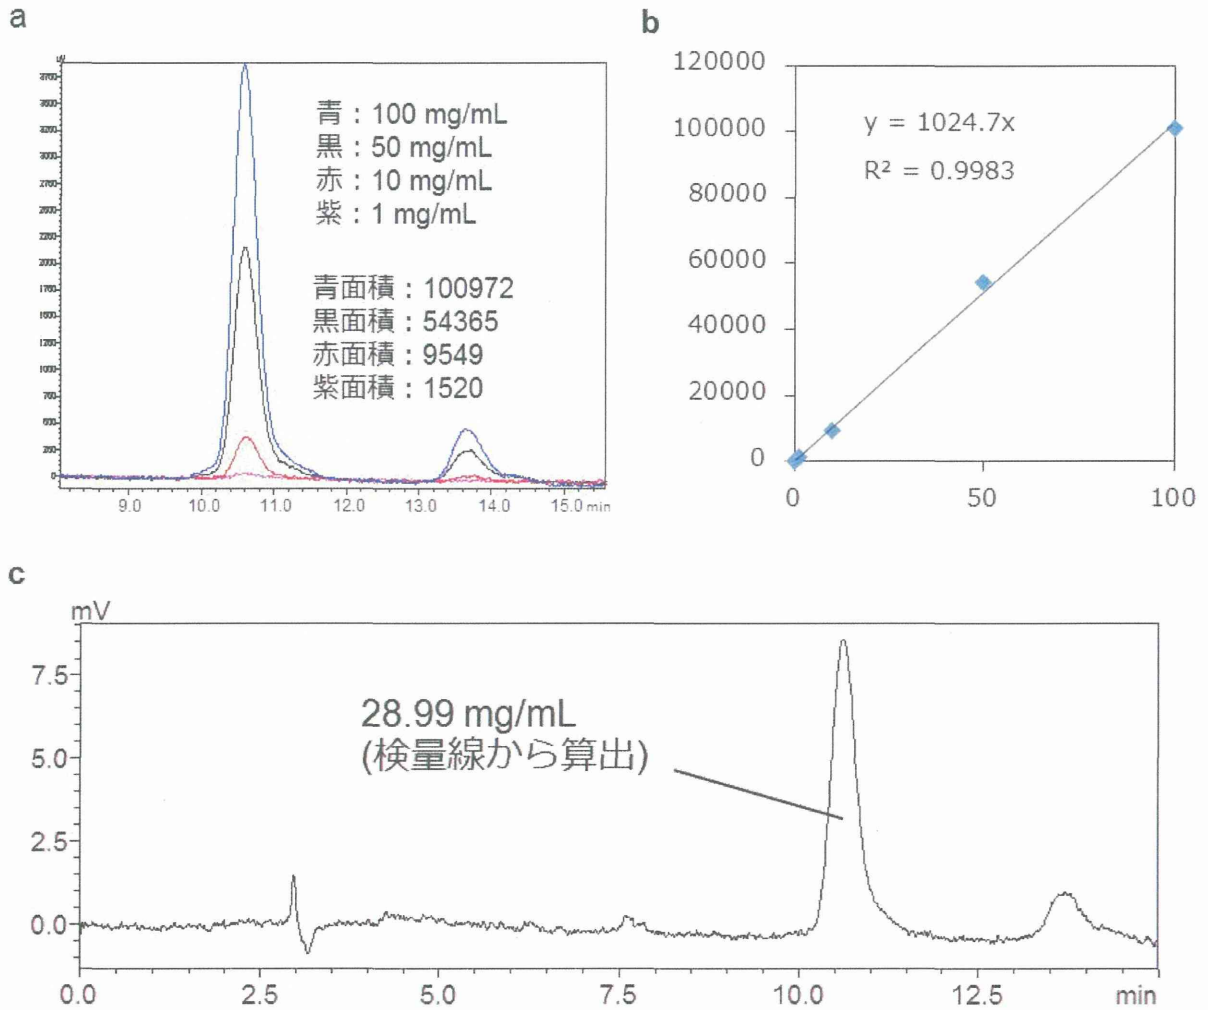 a
青：100 mg/mL
黒：50 mg/mL
赤：10 mg/mL
紫：1 mg/mL
青面積：100972
黒面積：54365
赤面積：9549
紫面積：1520
9.0 10.0 11.0 12.0 13.0 14.0 15.0 min
b
120000
100000
80000
60000
40000
20000
0
y = 1024.7x
R² = 0.9983
0 50 100
c
mV
7.5
5.0
2.5
0.0
28.99 mg/mL
(検量線から算出)
0.0 2.5 5.0 7.5 10.0 12.5 min